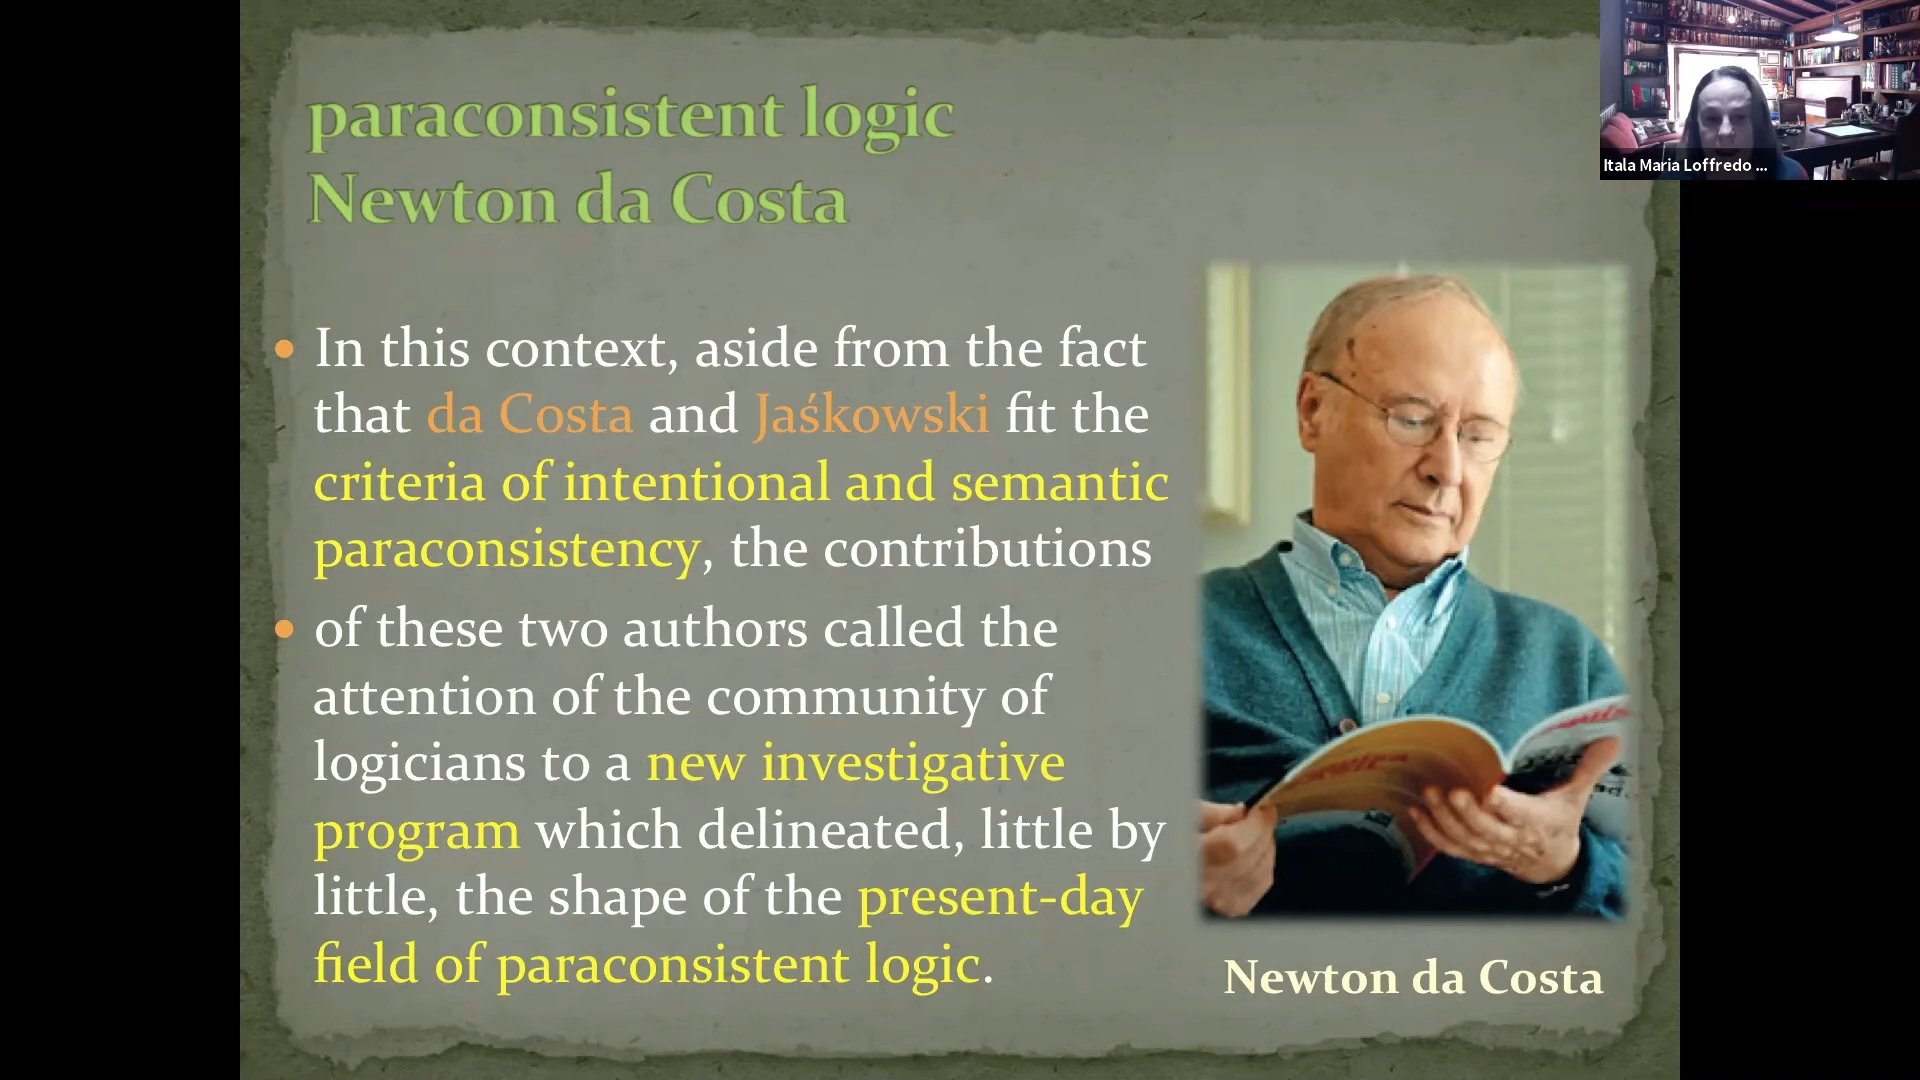 paraconsistent logic
Newton da Costa
Itala Maria Loffredo ...
• In this context, aside from the fact
that da Costa and Jaśkowski fit the
criteria of intentional and semantic
paraconsistency, the contributions
• of these two authors called the
attention of the community of
logicians to a new investigative
program which delineated, little by
little, the shape of the present-day
field of paraconsistent logic.
Newton da Costa